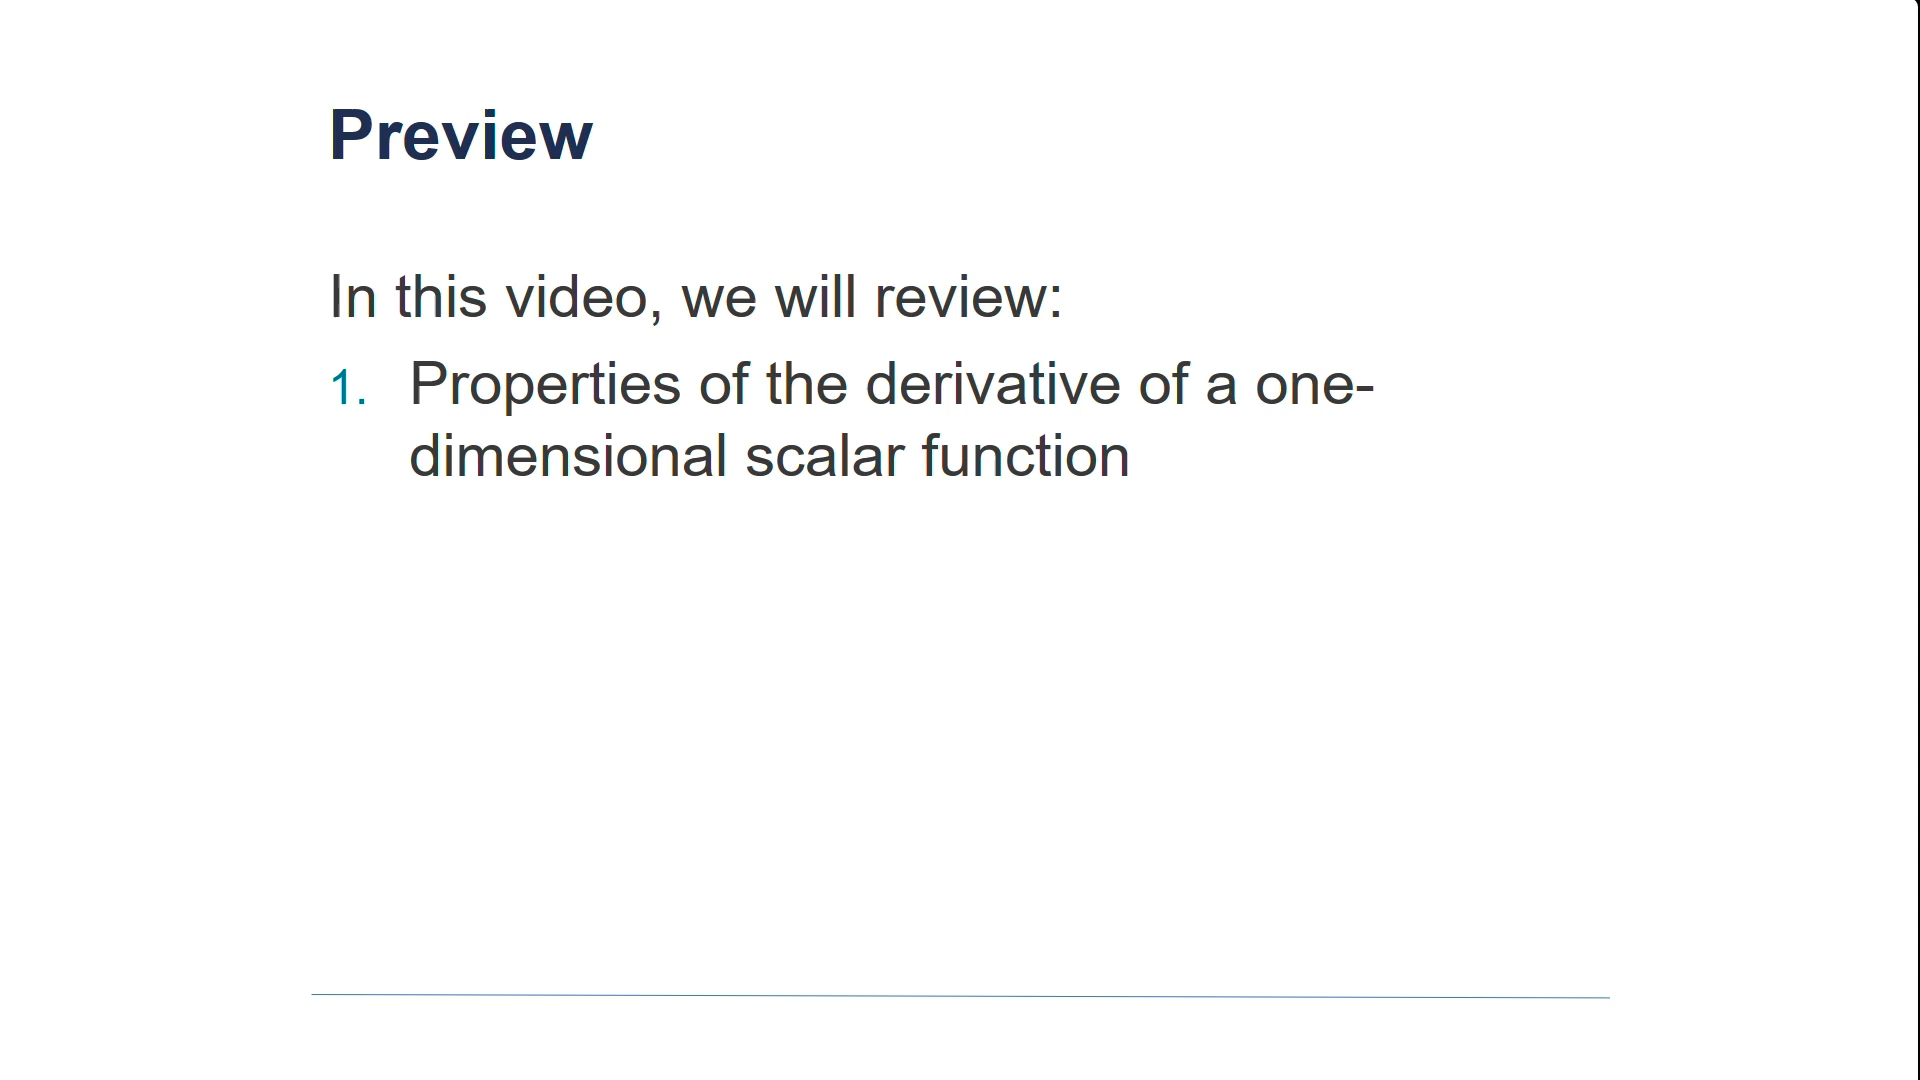 Preview
In this video, we will review:
1. Properties of the derivative of a one-
dimensional scalar function